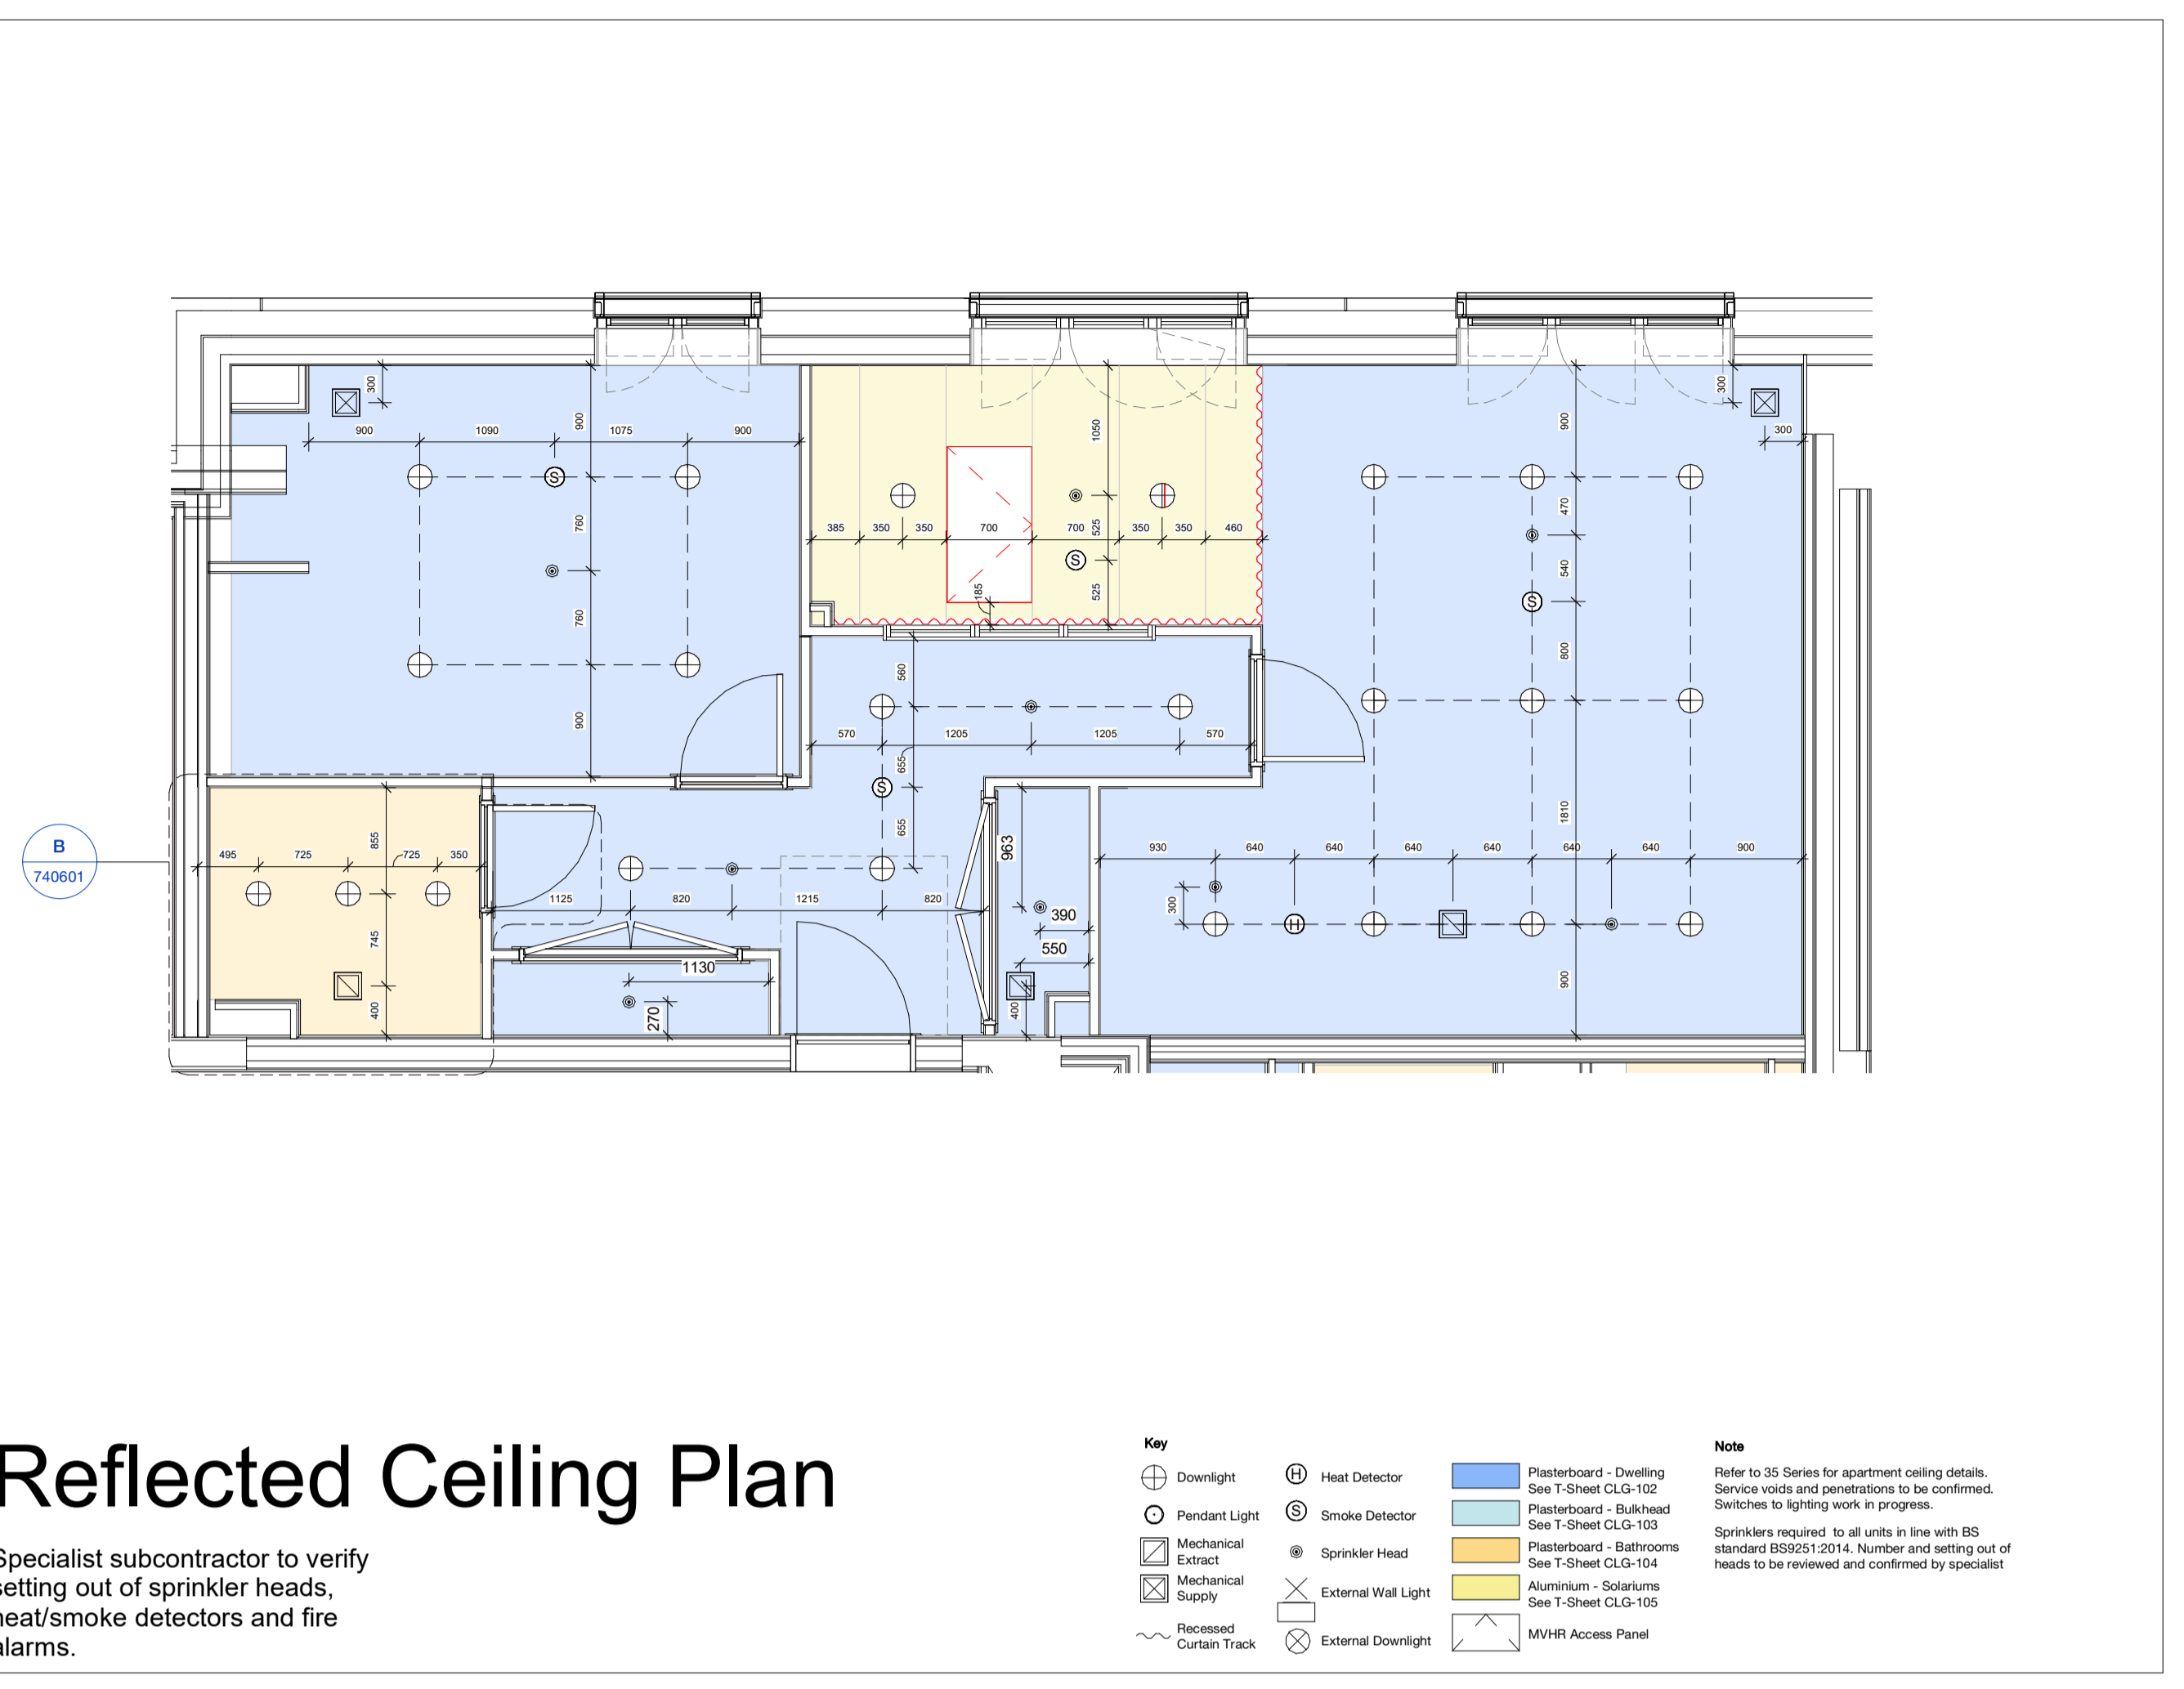 300
900
1090
1075
900
900
760
760
900
1050
525
525
385
350
350
700
700
350
350
460
185
300
300
900
470
540
800
1810
900
560
655
655
570
1205
1205
570
B
740601
855
745
400
495
725
725
350
1125
820
1215
820
963
390
550
400
1130
270
930
640
640
640
640
640
640
900
300
S
S
S
S
H
Reflected Ceiling Plan
Specialist subcontractor to verify
setting out of sprinkler heads,
heat/smoke detectors and fire
alarms.
Key
Downlight
Pendant Light
Mechanical
Extract
Mechanical
Supply
Recessed
Curtain Track
H Heat Detector
S Smoke Detector
Sprinkler Head
External Wall Light
External Downlight
Plasterboard - Dwelling
See T-Sheet CLG-102
Plasterboard - Bulkhead
See T-Sheet CLG-103
Plasterboard - Bathrooms
See T-Sheet CLG-104
Aluminium - Solariums
See T-Sheet CLG-105
MVHR Access Panel
Note
Refer to 35 Series for apartment ceiling details.
Service voids and penetrations to be confirmed.
Switches to lighting work in progress.
Sprinklers required to all units in line with BS
standard BS9251:2014. Number and setting out of
heads to be reviewed and confirmed by specialist